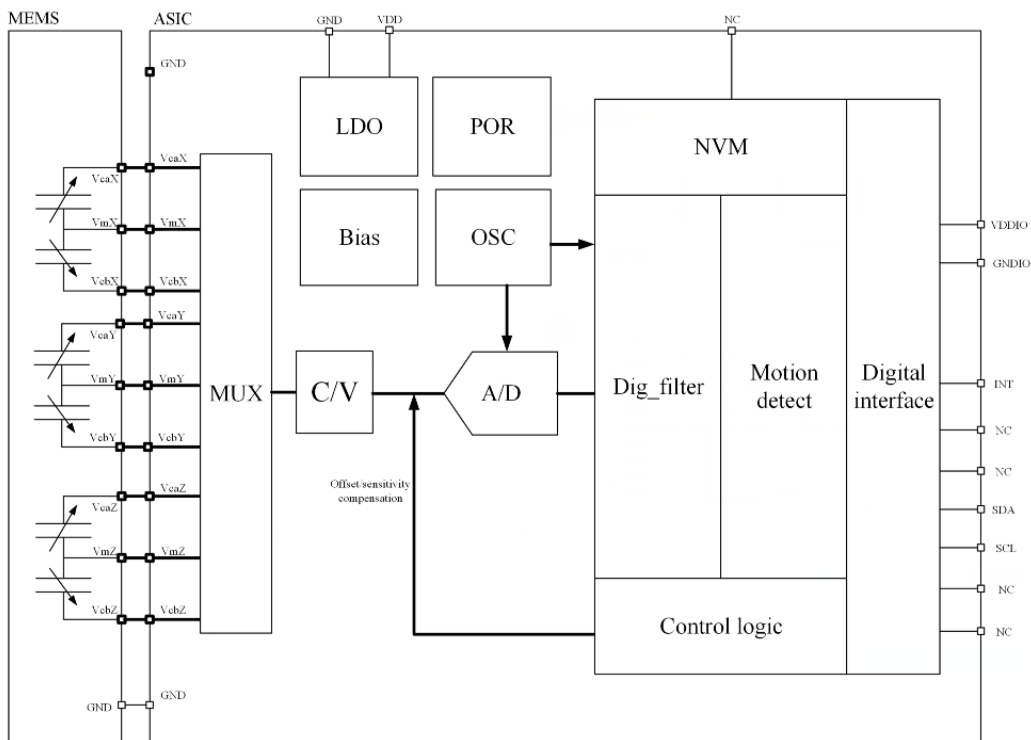 MEMS
ASIC
GND
VDD
NC
GND
LDO
POR
NVM
VcaX
VcaX
VmX
VmX
VcbX
VcbX
Bias
OSC
VDDIO
GNDIO
VcaY
VcaY
VmY
VmY
VcbY
VcbY
MUX
C/V
A/D
Dig_filter
Motion
detect
Digital
interface
INT
NC
NC
SDA
SCL
NC
NC
Offset/sensitivity
compensation
VcaZ
VcaZ
VmZ
VmZ
VcbZ
VcbZ
Control logic
GND
GND